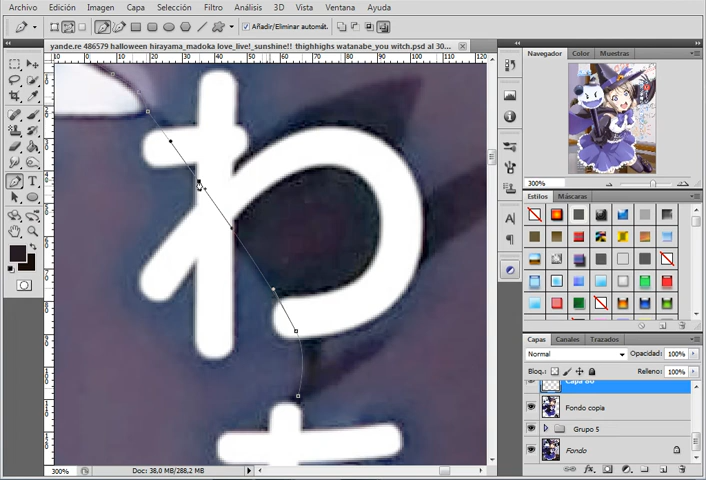 Edición Imagen Capa Selección Filtro Análisis 3D Vista Ventana Ayuda
Añadir/Eliminar automát.
yande.re 486579 halloween hirayama_madoka love_live!_sunshine!! thighhighs watanabe_you witch.psd al 30...
わ
Navegador Color Muestras
300%
Estilos Máscaras
Capas Canales Trazados
Normal Opacidad: 100%
Bloq.: Relleno: 100%
Capa 80
Fondo copia
Grupo 5
Fondo
300% Doc: 38,0 MB/288,2 MB